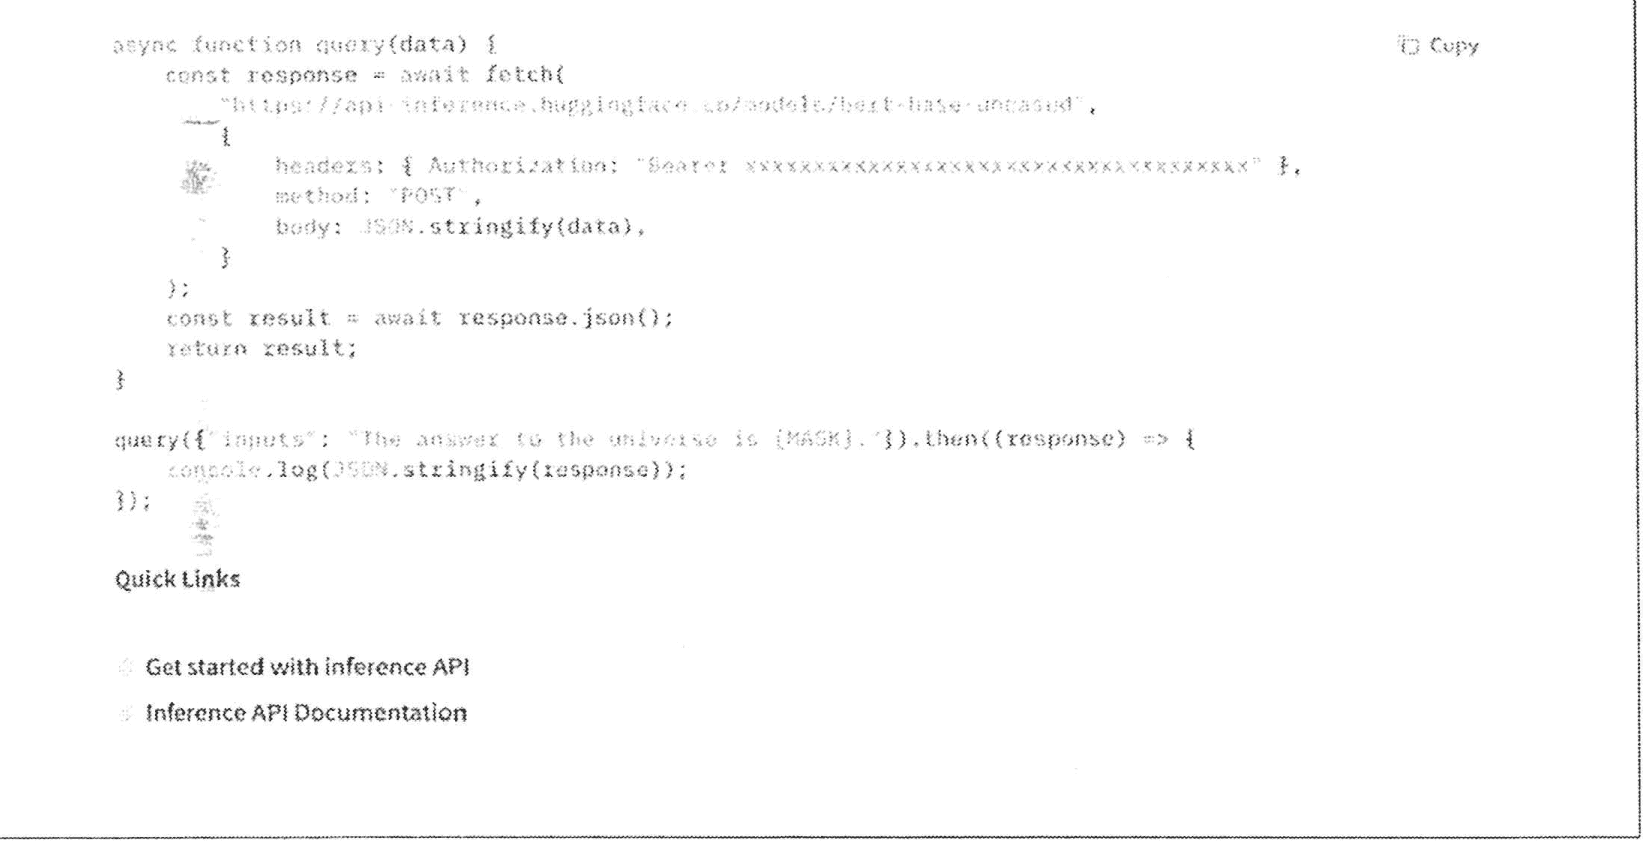 async function query(data) {
Copy
    const response = await fetch(
        "https://api-inference.huggingface.co/models/bert-base-uncased",
        {
            headers: { Authorization: "Bearer xxxxxxxxxxxxxxxxxxxxxxxxxxxxxxxxxxxxx" },
            method: "POST",
            body: JSON.stringify(data),
        }
    );
    const result = await response.json();
    return result;
}
query({"inputs": "The answer to the universe is [MASK]."}).then((response) => {
    console.log(JSON.stringify(response));
});
Quick Links
Get started with inference API
Inference API Documentation